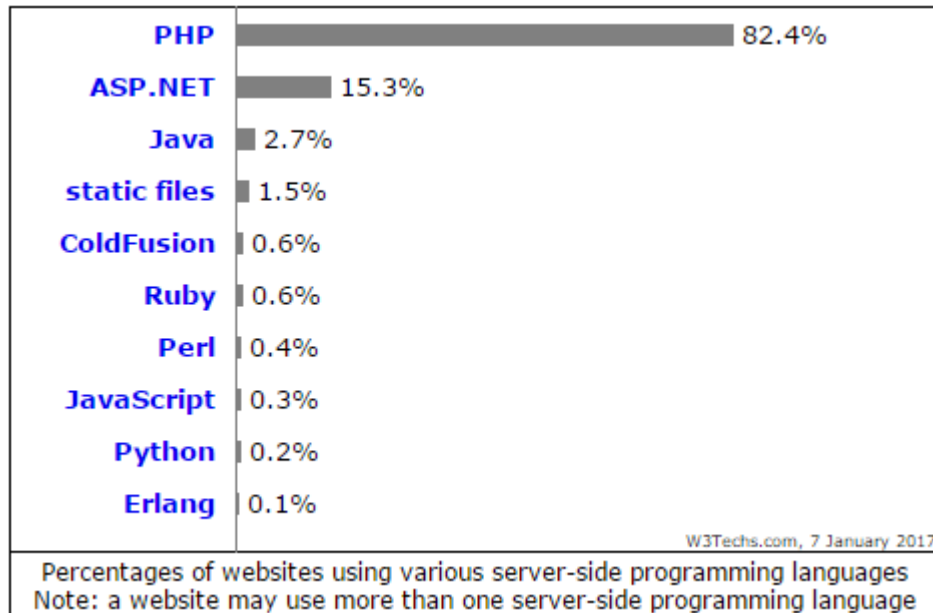 PHP 82.4%
ASP.NET 15.3%
Java 2.7%
static files 1.5%
ColdFusion 0.6%
Ruby 0.6%
Perl 0.4%
JavaScript 0.3%
Python 0.2%
Erlang 0.1%
W3Techs.com, 7 January 2017
Percentages of websites using various server-side programming languages
Note: a website may use more than one server-side programming language